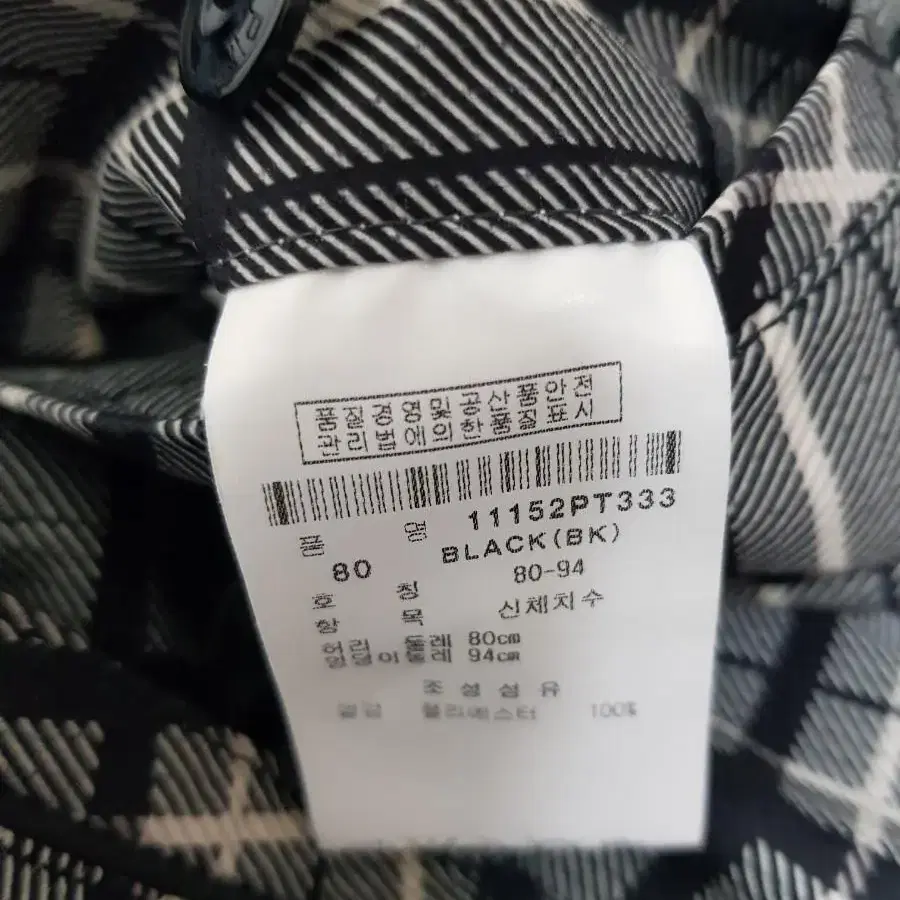 품질경영및공산품안전
관리법에의한품질표시
품 명 11152PT333
80 BLACK(BK)
호 칭 80-94
항 목 신체치수
허리 둘레 80cm
엉덩이둘레 94cm
조성섬유
겉감 폴리에스터 100%